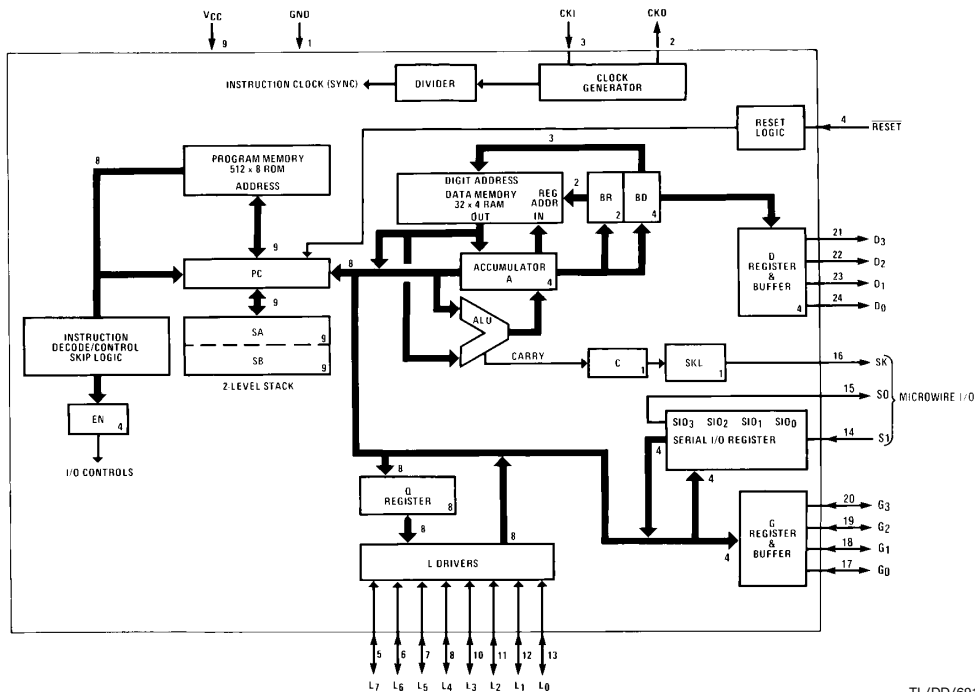 VCC
GND
CKI
CKO
9
1
3
2
INSTRUCTION CLOCK (SYNC)
DIVIDER
CLOCK
GENERATOR
RESET
LOGIC
4
RESET
8
PROGRAM MEMORY
512 x 8 ROM
ADDRESS
3
DIGIT ADDRESS
DATA MEMORY
32 x 4 RAM
REG
ADDR
OUT
IN
2
BR
2
BD
4
9
PC
8
ACCUMULATOR
A
4
D
REGISTER
&
BUFFER
4
21
D3
22
D2
23
D1
24
D0
9
SA
9
SB
9
2-LEVEL STACK
INSTRUCTION
DECODE/CONTROL
SKIP LOGIC
ALU
CARRY
C
1
SKL
1
16
SK
15
SO
14
S1
MICROWIRE I/O
EN
4
I/O CONTROLS
SIO3 SIO2 SIO1 SIO0
SERIAL I/O REGISTER
4
4
8
Q
REGISTER
8
8
8
L DRIVERS
4
G
REGISTER
&
BUFFER
20
G3
19
G2
18
G1
17
G0
5
6
7
8
10
11
12
13
L7
L6
L5
L4
L3
L2
L1
L0